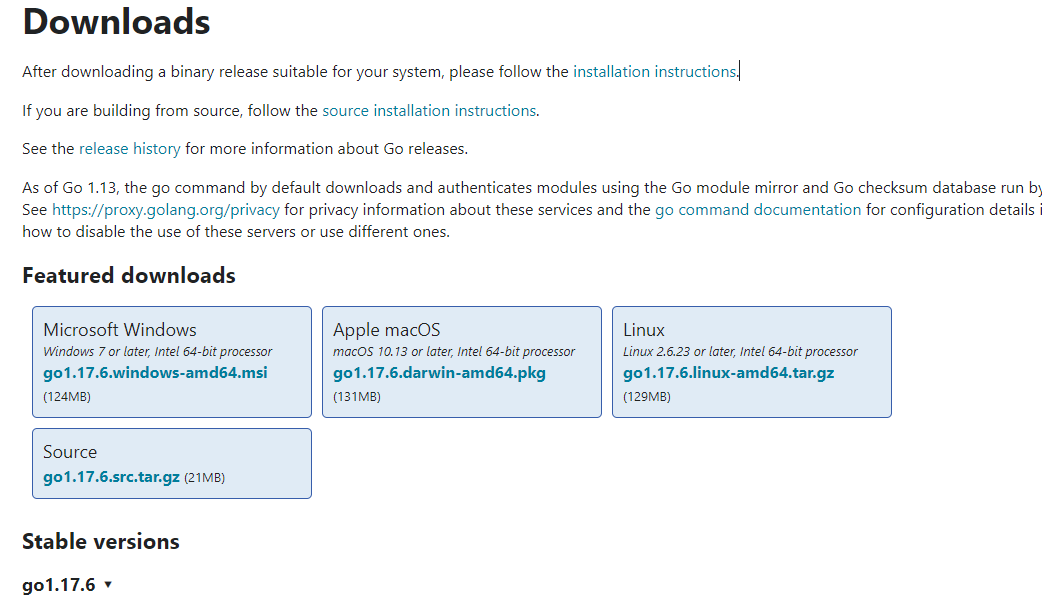 Downloads
After downloading a binary release suitable for your system, please follow the installation instructions.
If you are building from source, follow the source installation instructions.
See the release history for more information about Go releases.
As of Go 1.13, the go command by default downloads and authenticates modules using the Go module mirror and Go checksum database run by
See https://proxy.golang.org/privacy for privacy information about these services and the go command documentation for configuration details
how to disable the use of these servers or use different ones.
Featured downloads
Microsoft Windows
Windows 7 or later, Intel 64-bit processor
go1.17.6.windows-amd64.msi
(124MB)
Apple macOS
macOS 10.13 or later, Intel 64-bit processor
go1.17.6.darwin-amd64.pkg
(131MB)
Linux
Linux 2.6.23 or later, Intel 64-bit processor
go1.17.6.linux-amd64.tar.gz
(129MB)
Source
go1.17.6.src.tar.gz (21MB)
Stable versions
go1.17.6 ▾